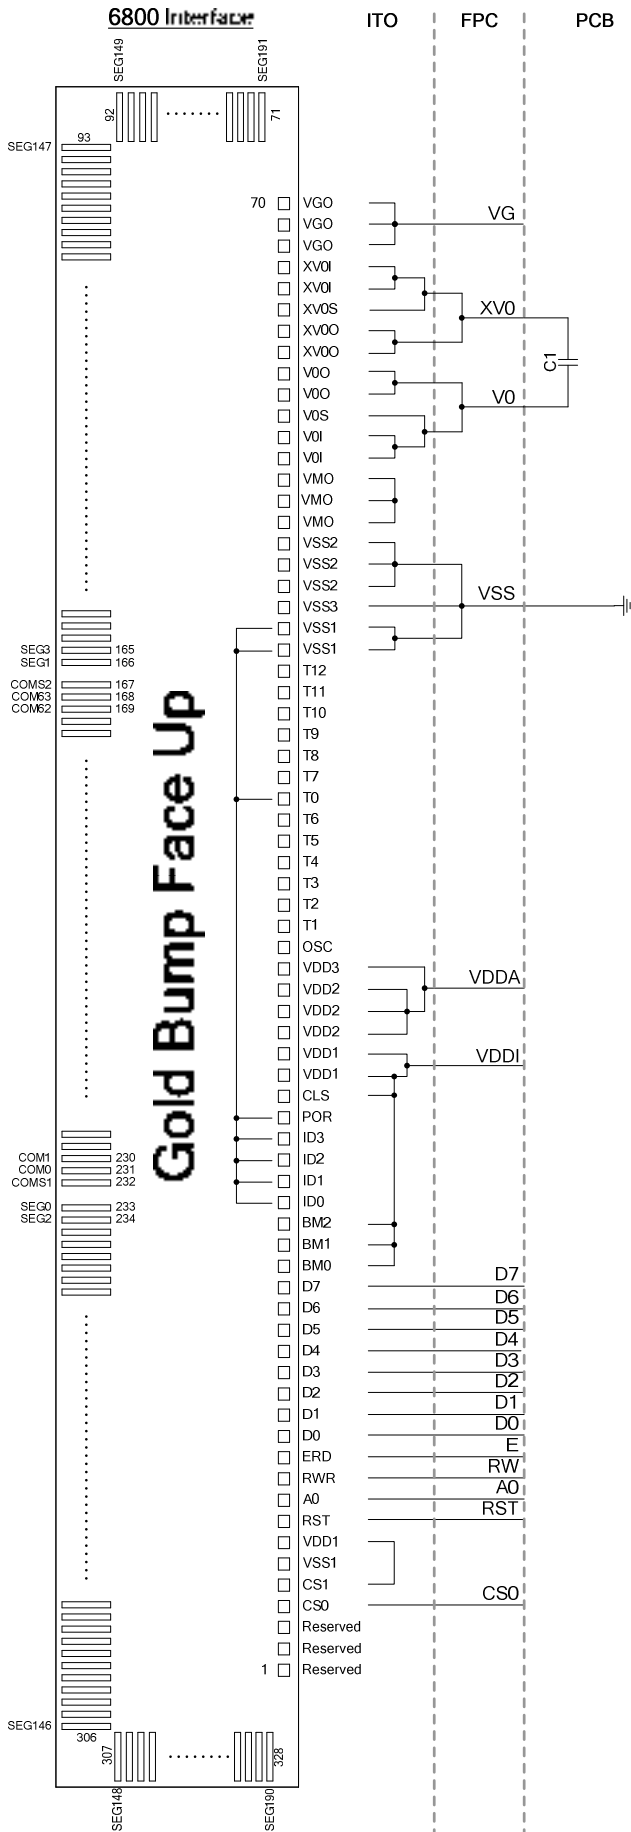 6800 Interface
ITO FPC PCB
SEG149 SEG191
92 71
93
SEG147
70 VGO
VGO
VG
VGO
XV0I
XV0I
XV0S XV0
XV0O
XV0O
C1
V0O
V0O V0
V0S
V0I
V0I
VMO
VMO
VMO
VSS2
VSS2
VSS2 VSS
VSS3
VSS1
SEG3 165 VSS1
SEG1 166 T12
COMS2 167 T11
COM63 168
COM62 169 T10
T9
T8
T7
T0
T6
T5
T4
T3
T2
T1
OSC
Gold Bump Face Up
VDD3
VDD2 VDDA
VDD2
VDD2
VDD1 VDDI
VDD1
CLS
POR
ID3
COM1 230 ID2
COM0 231
COMS1 232 ID1
SEG0 233 ID0
SEG2 234 BM2
BM1
BM0
D7 D7
D6 D6
D5 D5
D4 D4
D3 D3
D2 D2
D1 D1
D0 D0
ERD E
RWR RW
A0 A0
RST RST
VDD1
VSS1
CS1
CS0 CS0
Reserved
Reserved
1 Reserved
SEG146
306
307 328
SEG148 SEG190